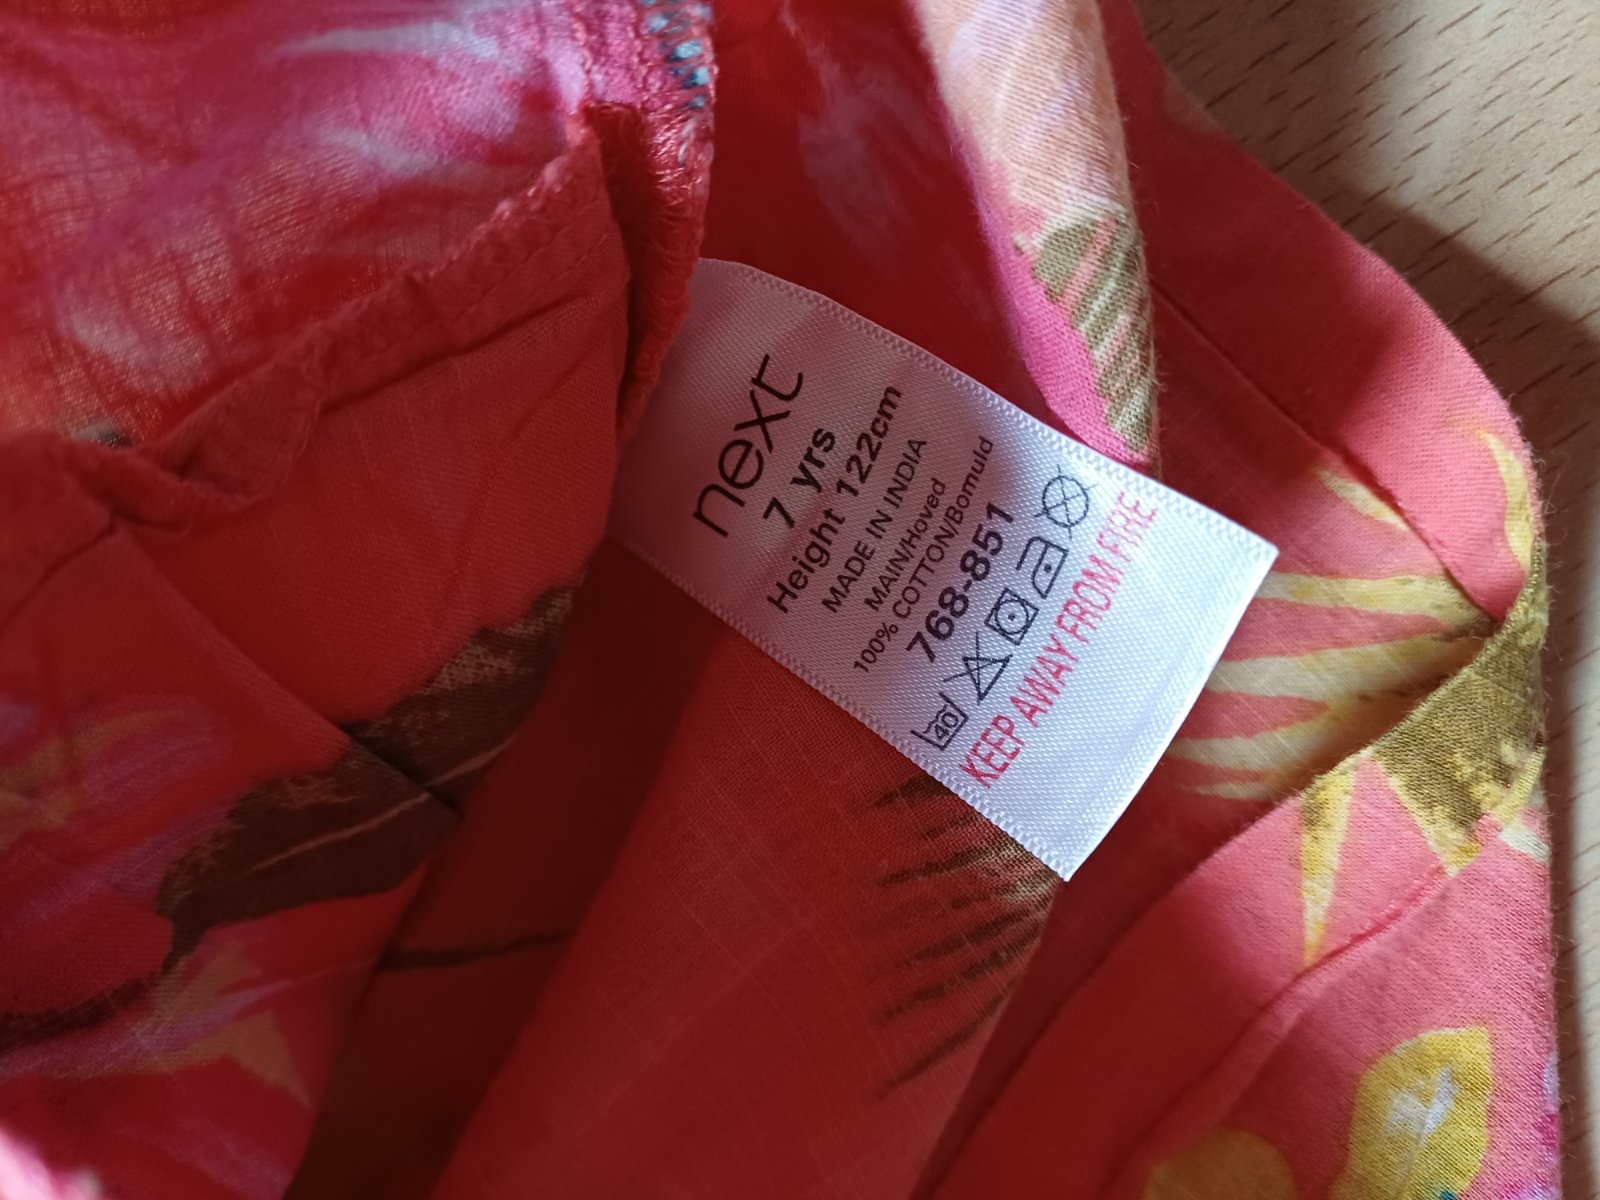 next
7 yrs
Height 122cm
MADE IN INDIA
MAIN/Hoved
100% COTTON/Bomuld
768-851
40
KEEP AWAY FROM FIRE